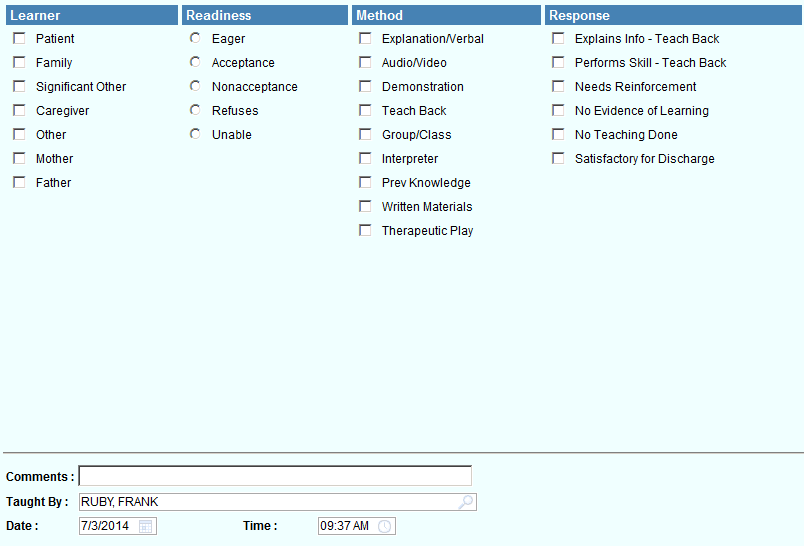 Learner Readiness Method Response
Patient Eager Explanation/Verbal Explains Info - Teach Back
Family Acceptance Audio/Video Performs Skill - Teach Back
Significant Other Nonacceptance Demonstration Needs Reinforcement
Caregiver Refuses Teach Back No Evidence of Learning
Other Unable Group/Class No Teaching Done
Mother Interpreter Satisfactory for Discharge
Father Prev Knowledge
Written Materials
Therapeutic Play
Comments :
Taught By : RUBY, FRANK
Date : 7/3/2014 Time : 09:37 AM